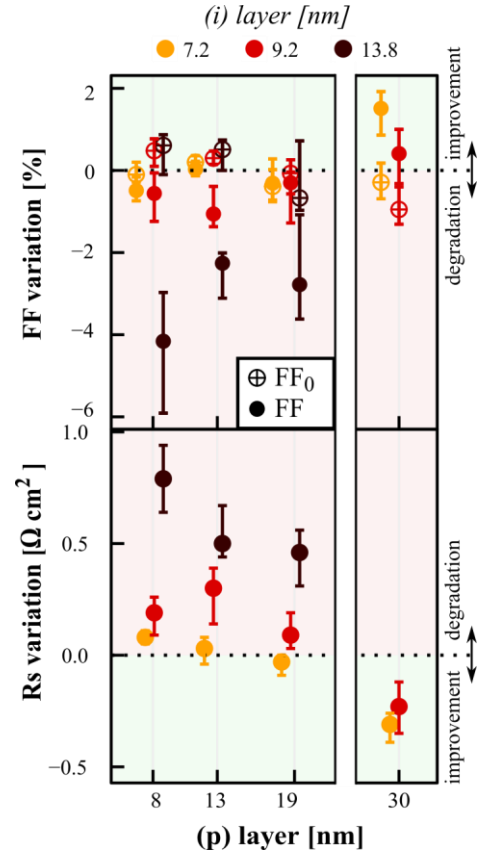 (i) layer [nm]
7.2 9.2 13.8
FF variation [%]
2
0
−2
−4
−6
improvement
degradation
FF₀
FF
Rs variation [Ω cm²]
1.0
0.5
0.0
−0.5
degradation
improvement
8 13 19 30
(p) layer [nm]